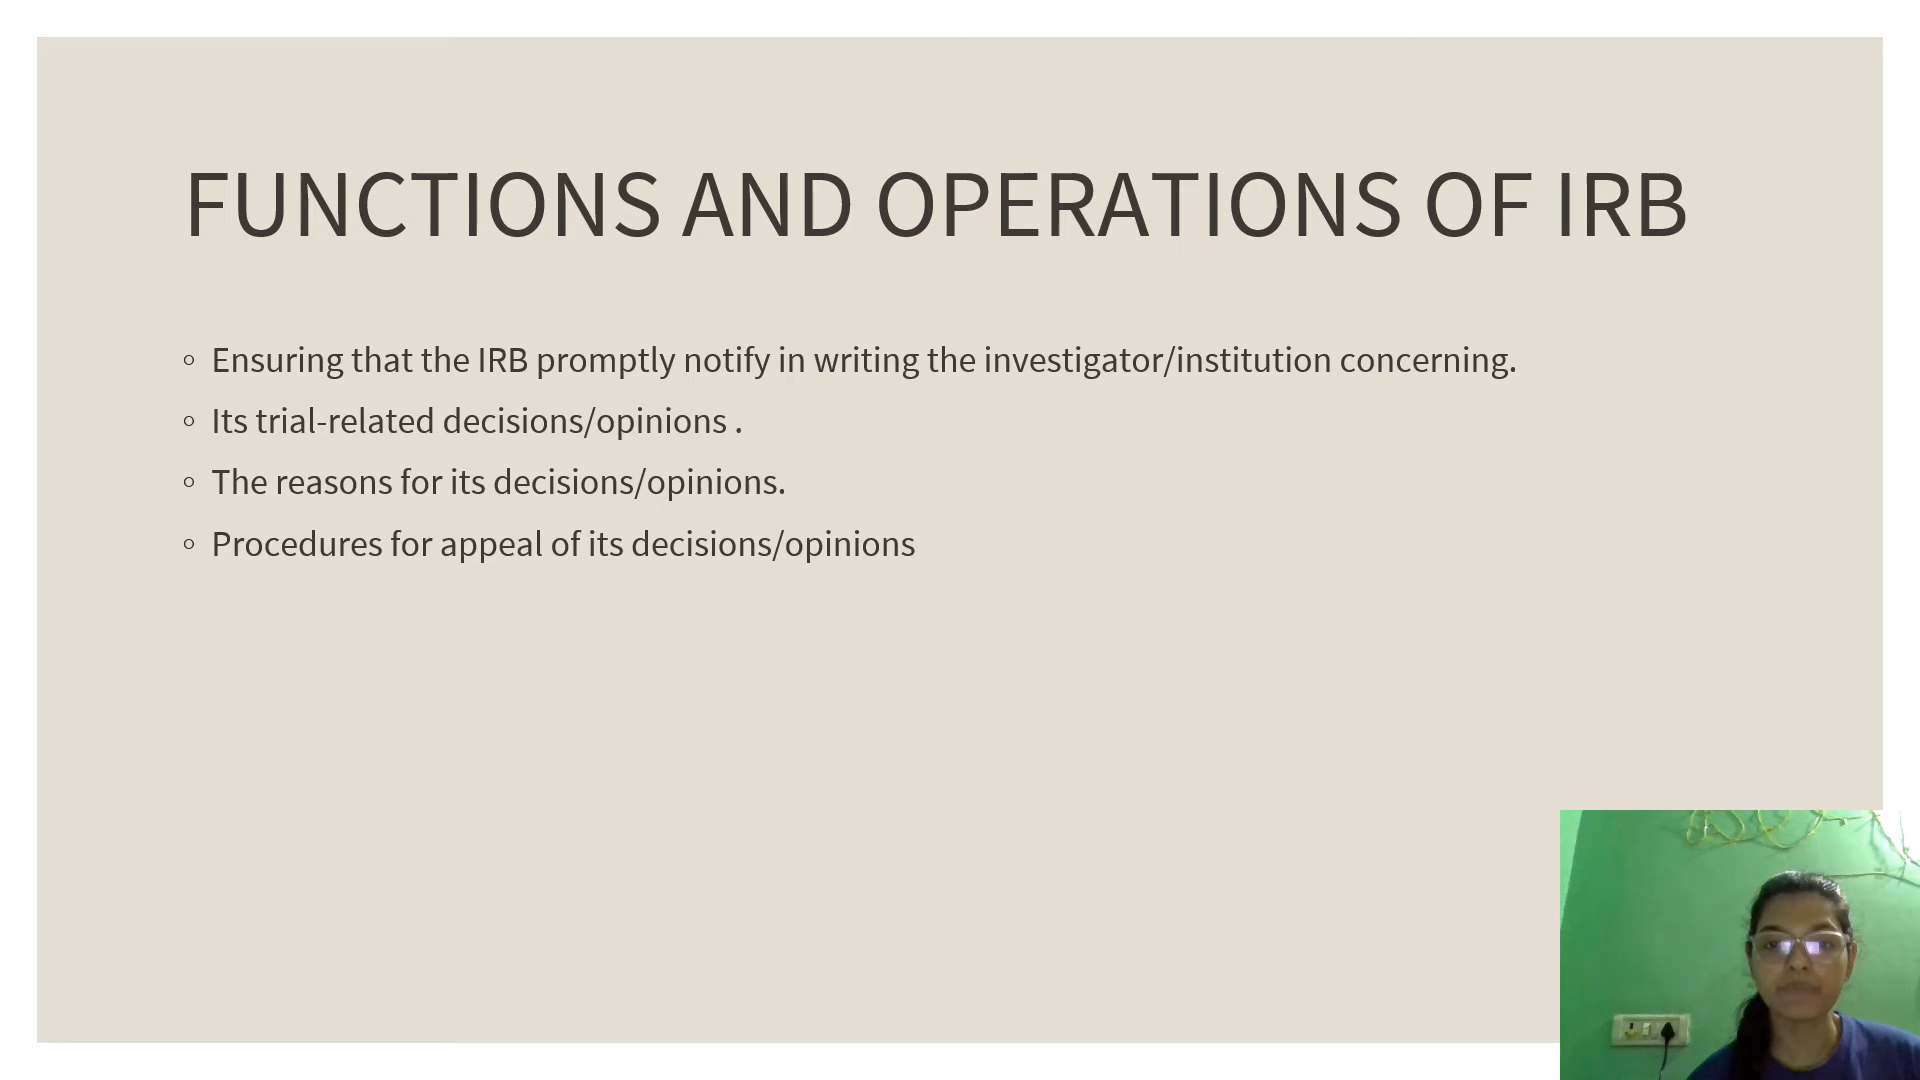 FUNCTIONS AND OPERATIONS OF IRB
◦ Ensuring that the IRB promptly notify in writing the investigator/institution concerning.
◦ Its trial-related decisions/opinions .
◦ The reasons for its decisions/opinions.
◦ Procedures for appeal of its decisions/opinions